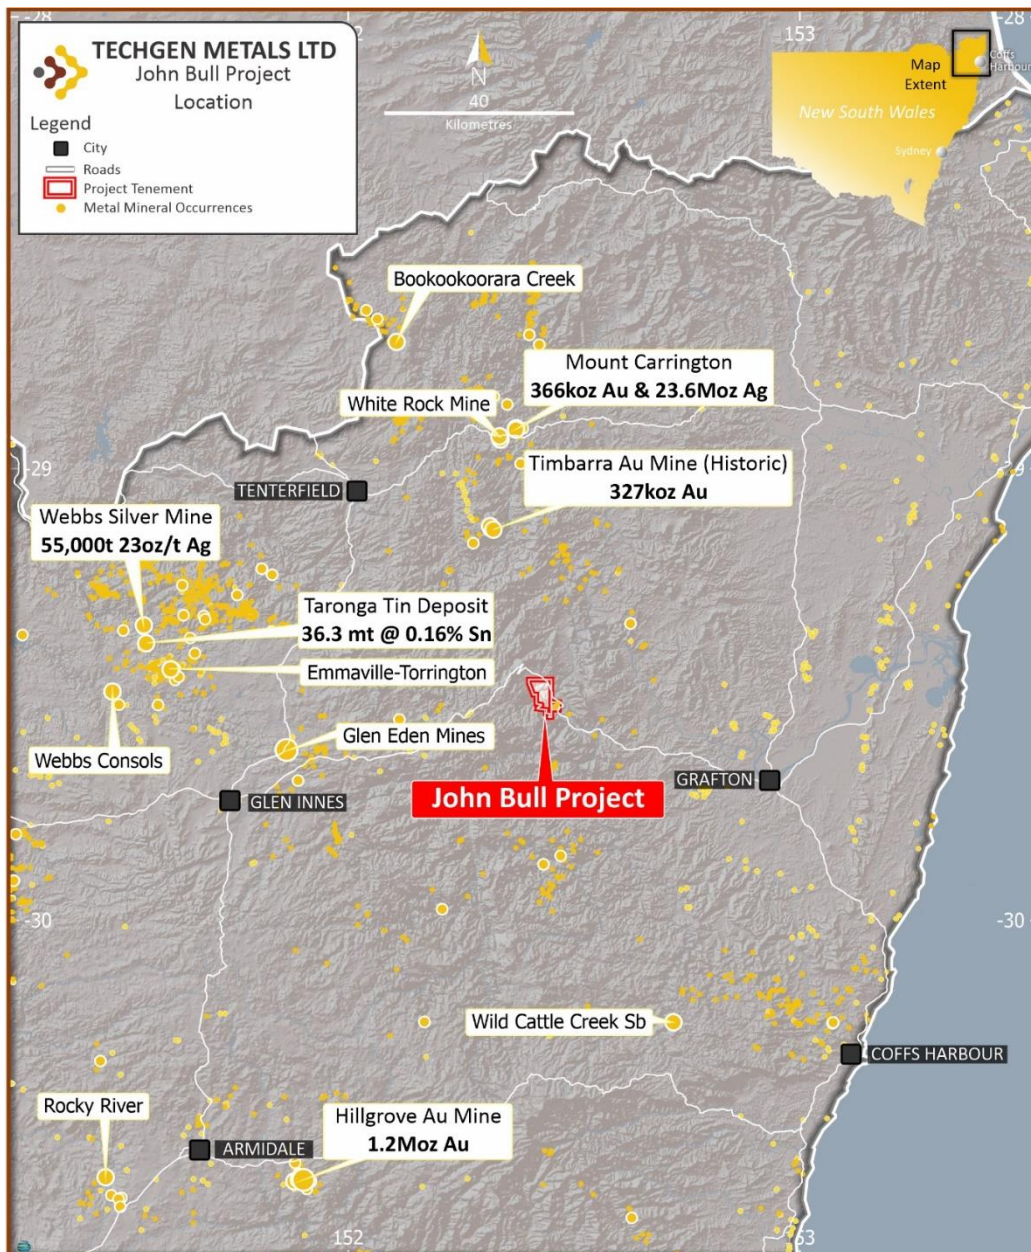 -28
152
153
-28
TECHGEN METALS LTD
John Bull Project
Location
Legend
City
Roads
Project Tenement
Metal Mineral Occurrences
N
40
Kilometres
Map
Extent
Coffs
Harbour
New South Wales
Sydney
Bookookoorara Creek
Mount Carrington
366koz Au & 23.6Moz Ag
White Rock Mine
-29
Timbarra Au Mine (Historic)
327koz Au
TENTERFIELD
Webbs Silver Mine
55,000t 23oz/t Ag
Taronga Tin Deposit
36.3 mt @ 0.16% Sn
Emmaville-Torrington
Glen Eden Mines
Webbs Consols
John Bull Project
GRAFTON
GLEN INNES
-30
-30
Wild Cattle Creek Sb
COFFS HARBOUR
Rocky River
Hillgrove Au Mine
1.2Moz Au
ARMIDALE
152
153